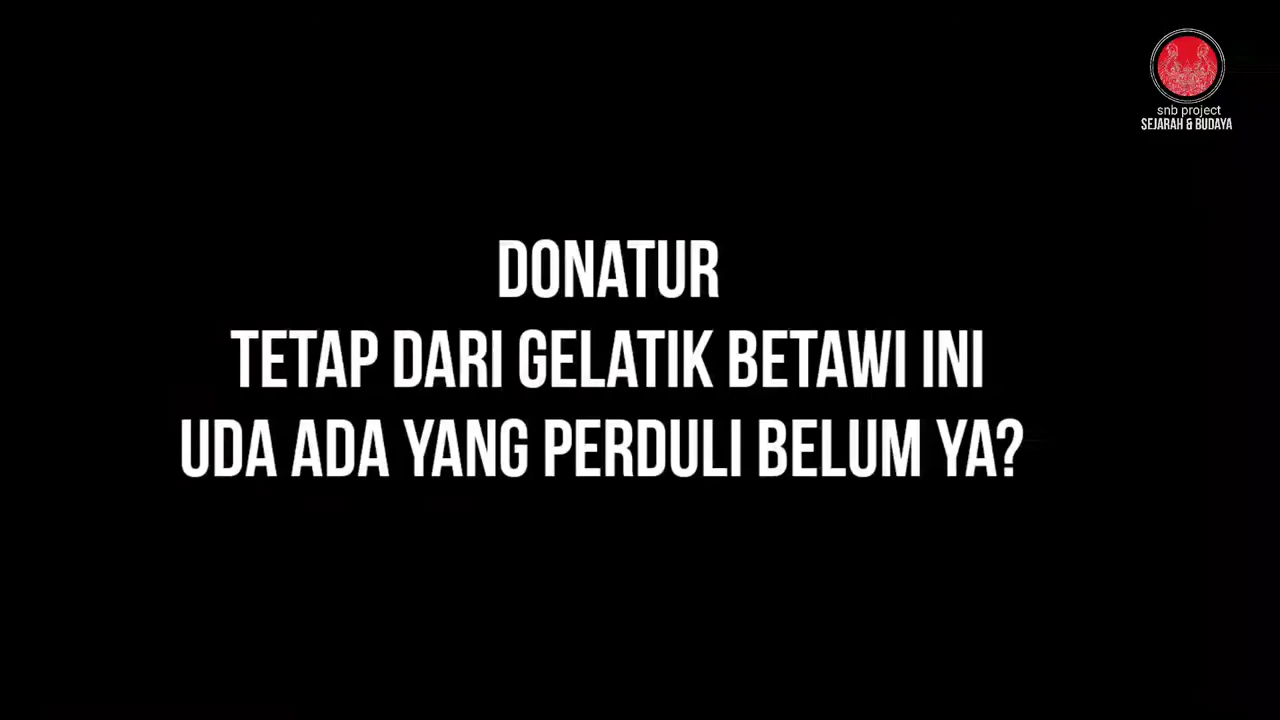 snb project
SEJARAH & BUDAYA
DONATUR
TETAP DARI GELATIK BETAWI INI
UDA ADA YANG PERDULI BELUM YA?